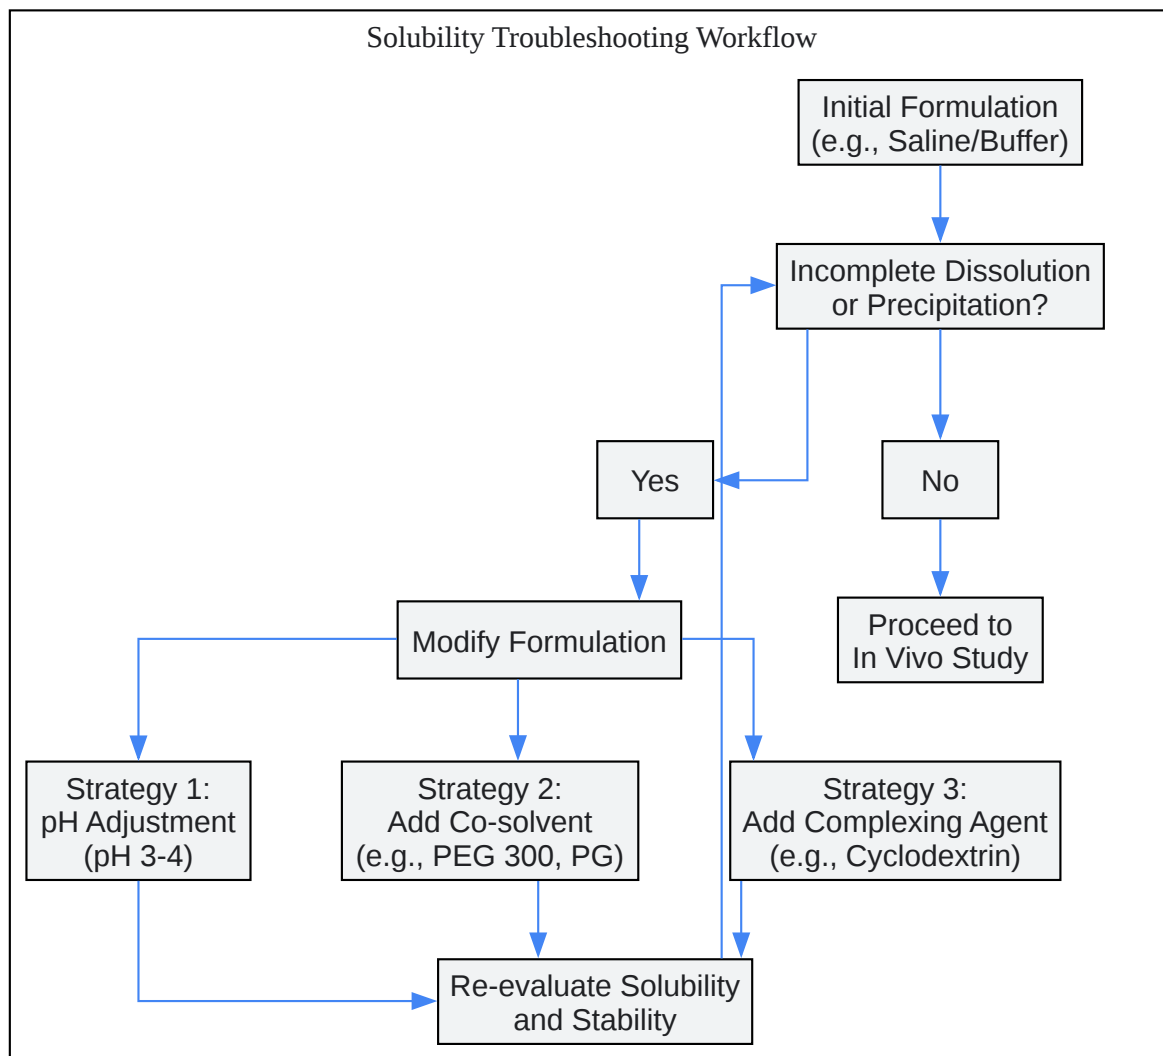 Solubility Troubleshooting Workflow
Initial Formulation
(e.g., Saline/Buffer)
Incomplete Dissolution
or Precipitation?
Yes
No
Modify Formulation
Proceed to
In Vivo Study
Strategy 1:
pH Adjustment
(pH 3-4)
Strategy 2:
Add Co-solvent
(e.g., PEG 300, PG)
Strategy 3:
Add Complexing Agent
(e.g., Cyclodextrin)
Re-evaluate Solubility
and Stability